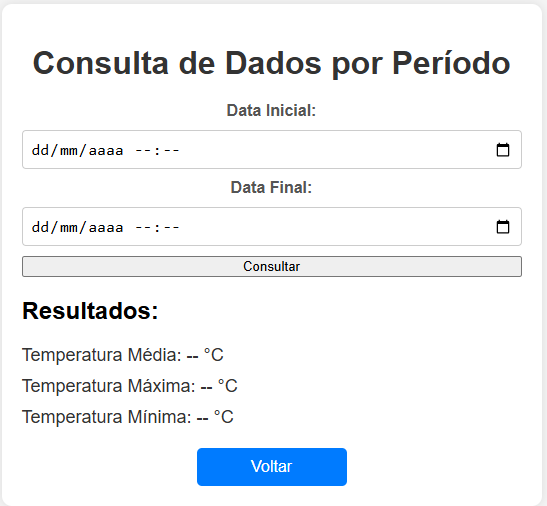 Consulta de Dados por Período
Data Inicial:
dd/mm/aaaa --:--
Data Final:
dd/mm/aaaa --:--
Consultar
Resultados:
Temperatura Média: -- °C
Temperatura Máxima: -- °C
Temperatura Mínima: -- °C
Voltar